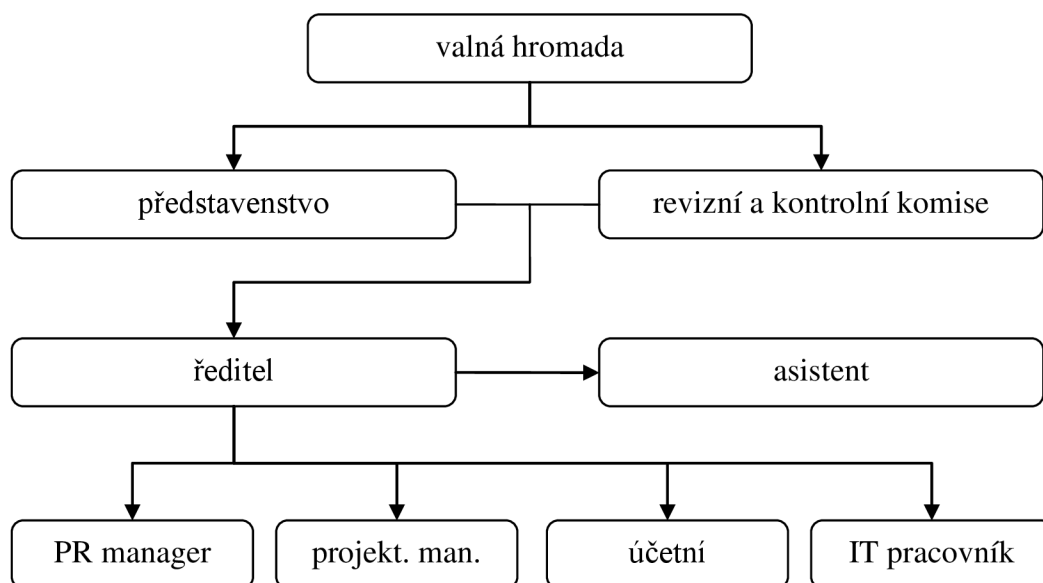 valná hromada
představenstvo
revizní a kontrolní komise
ředitel
asistent
PR manager
projekt. man.
účetní
IT pracovník